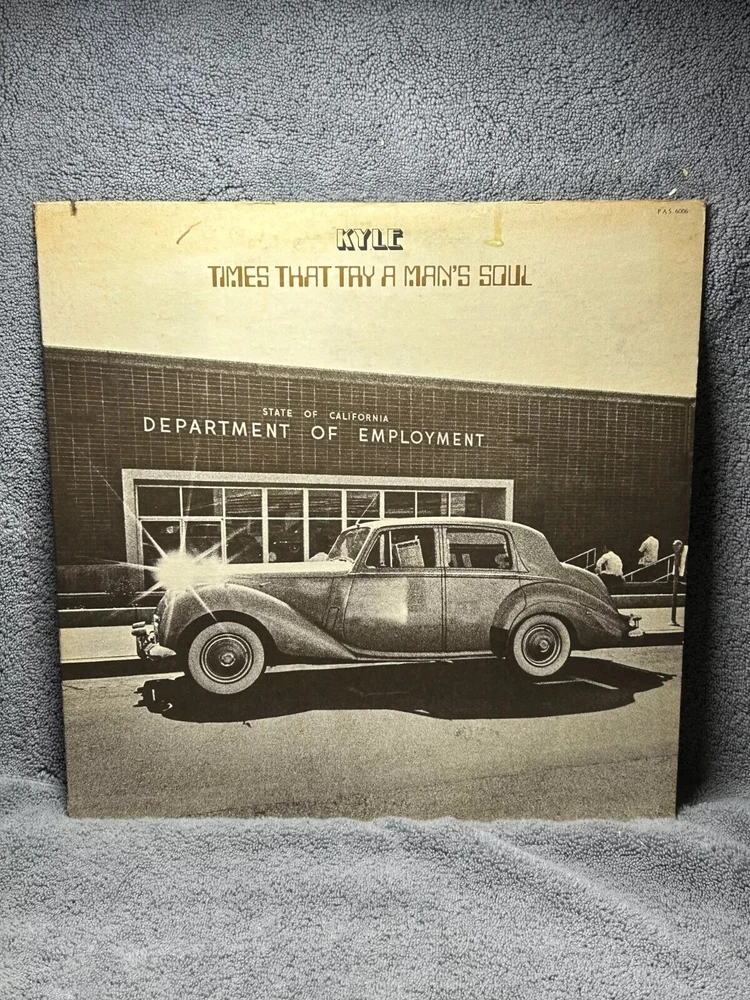 P A S. 6006
KYLE
TIMES THAT TRY A MAN'S SOUL
STATE OF CALIFORNIA
DEPARTMENT OF EMPLOYMENT